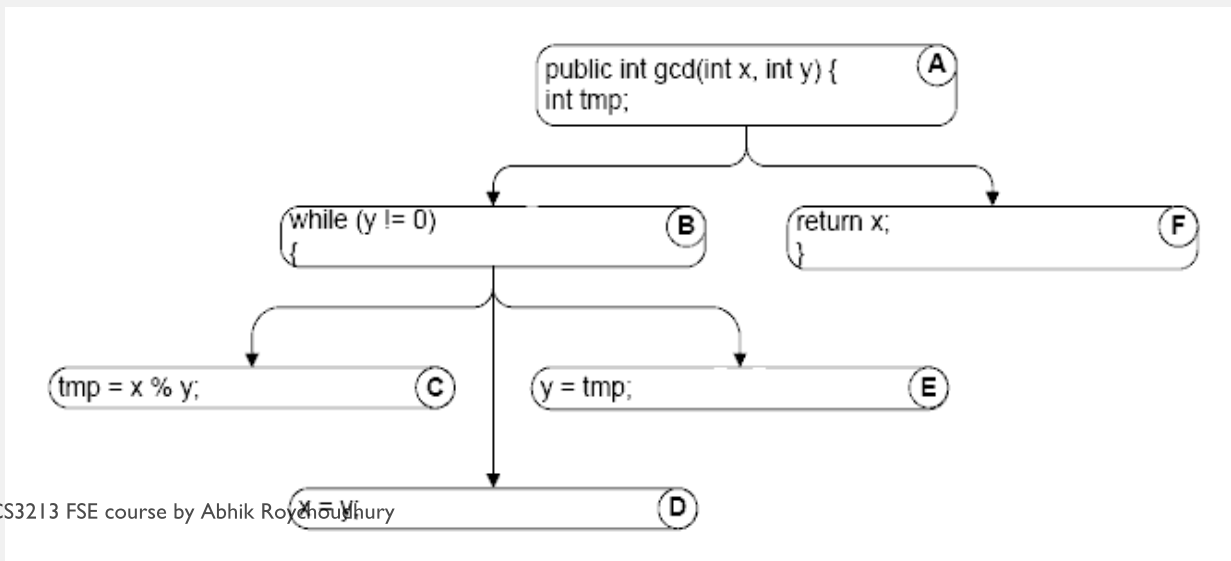 public int gcd(int x, int y) {
int tmp;
A
while (y != 0)
{
B
return x;
}
F
tmp = x % y;
C
y = tmp;
E
x = y;
D
CS3213 FSE course by Abhik Roychoudhury